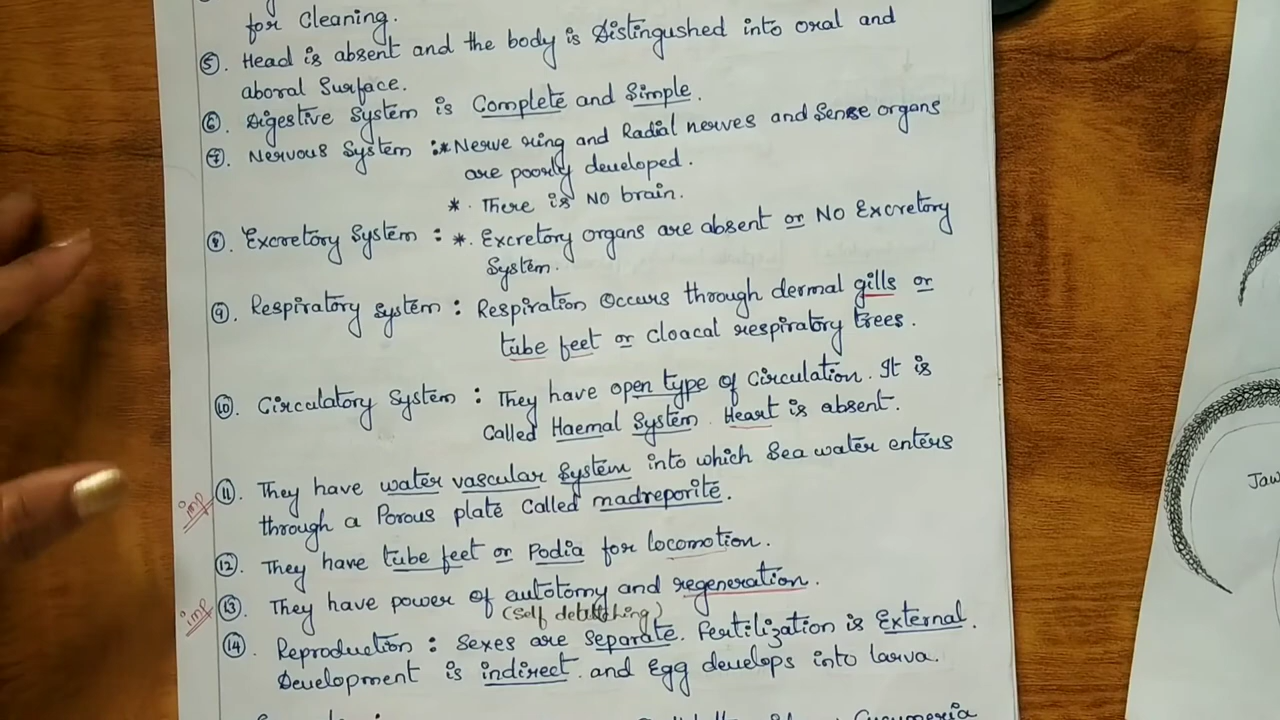 for Cleaning.
5. Head is absent and the body is Distingushed into oral and
aboral Surface.
6. Digestive System is Complete and Simple.
7. Nervous System :* Nerve ring and Radial nerves and Sense organs
are poorly developed.
*. There is NO brain.
8. Excretory System : *. Excretory organs are absent or No Excretory
System.
9. Respiratory System : Respiration Occurs through dermal gills or
tube feet or Cloacal respiratory trees.
10. Circulatory System : They have open type of Circulation. It is
Called Haemal System. Heart is absent.
imp 11. They have water vascular System into which Sea water enters
through a Porous plate Called madreporite.
12. They have tube feet or Podia for locomotion.
imp 13. They have power of autotomy and regeneration.
(Self detatching)
14. Reproduction : Sexes are Separate. Fertilization is External.
Development is indirect. and Egg develops into larva.
Cucumeria
Jaw